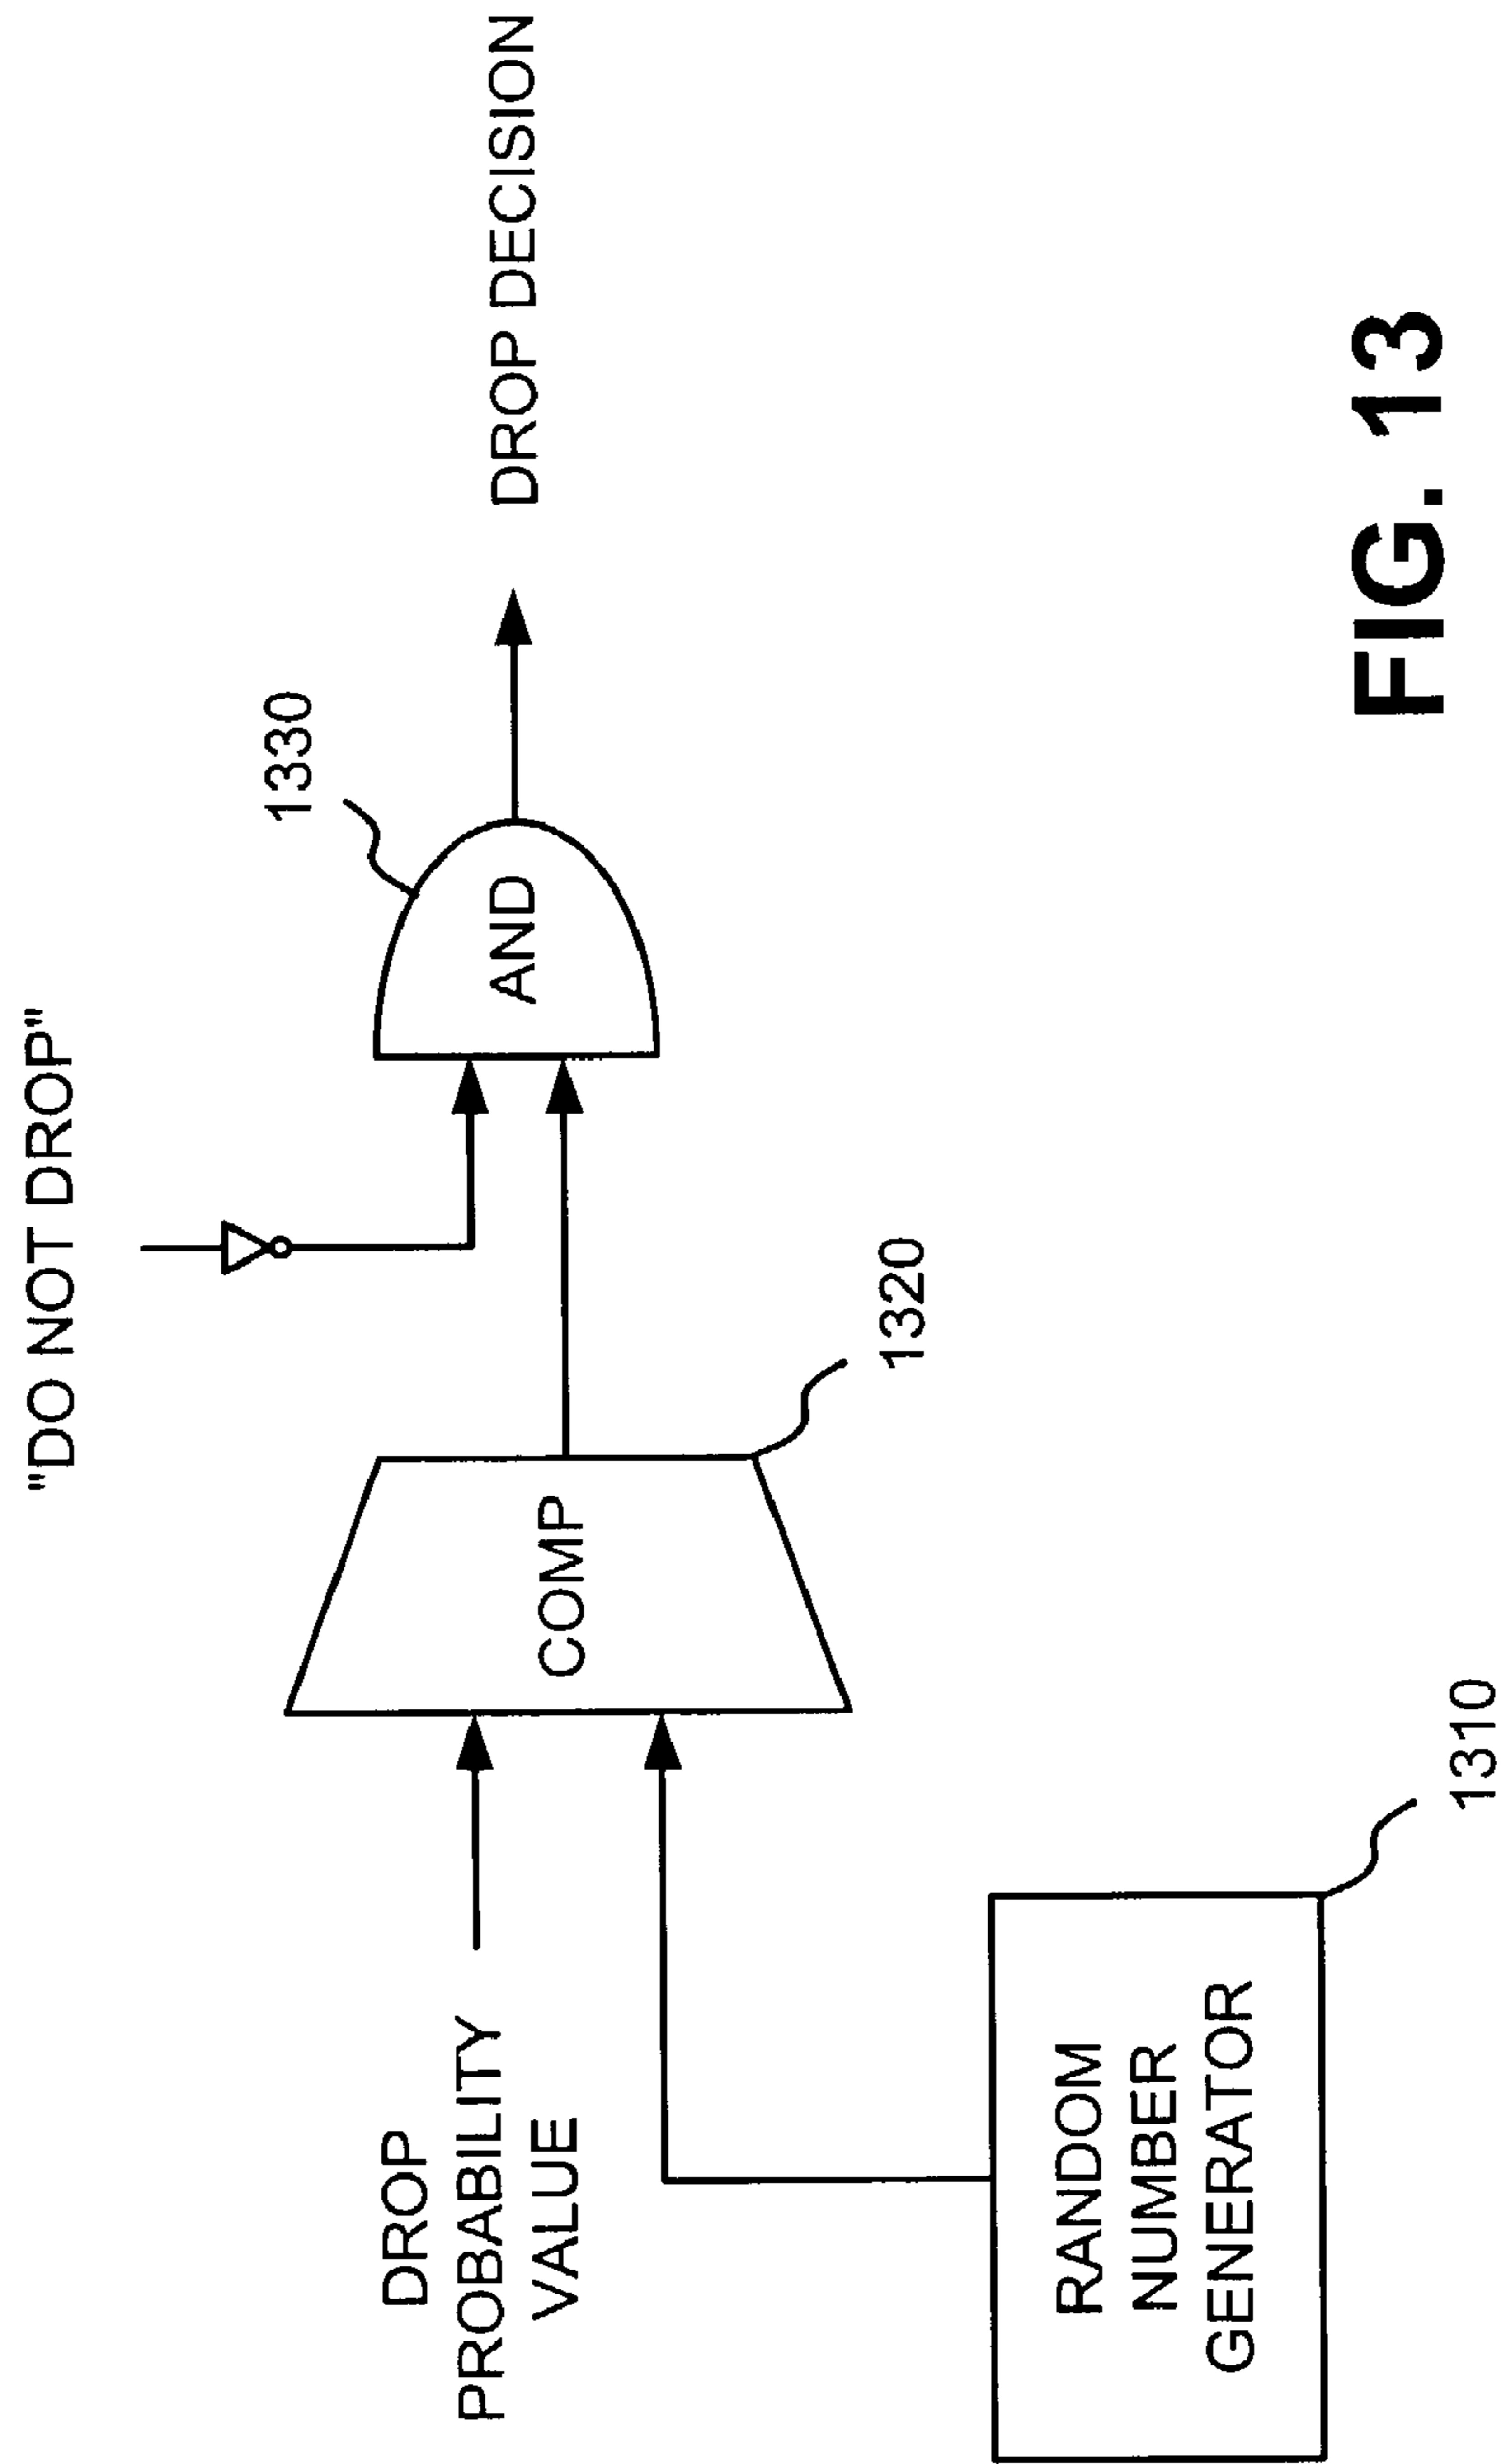 "DO NOT DROP"
1330
DROP
PROBABILITY
VALUE
COMP
AND
DROP DECISION
1320
RANDOM
NUMBER
GENERATOR
1310
FIG. 13